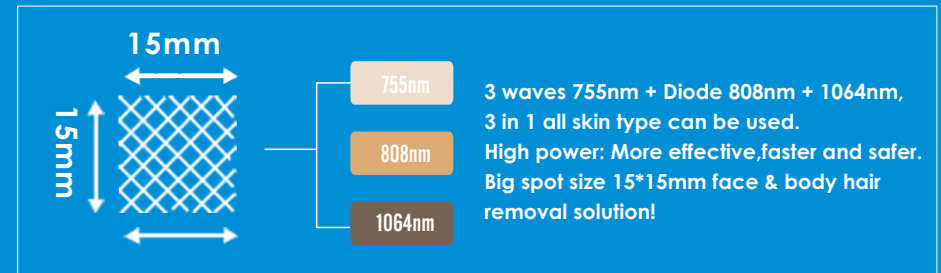 15mm
15mm
755nm
808nm
1064nm
3 waves 755nm + Diode 808nm + 1064nm,
3 in 1 all skin type can be used.
High power: More effective,faster and safer.
Big spot size 15*15mm face & body hair
removal solution!